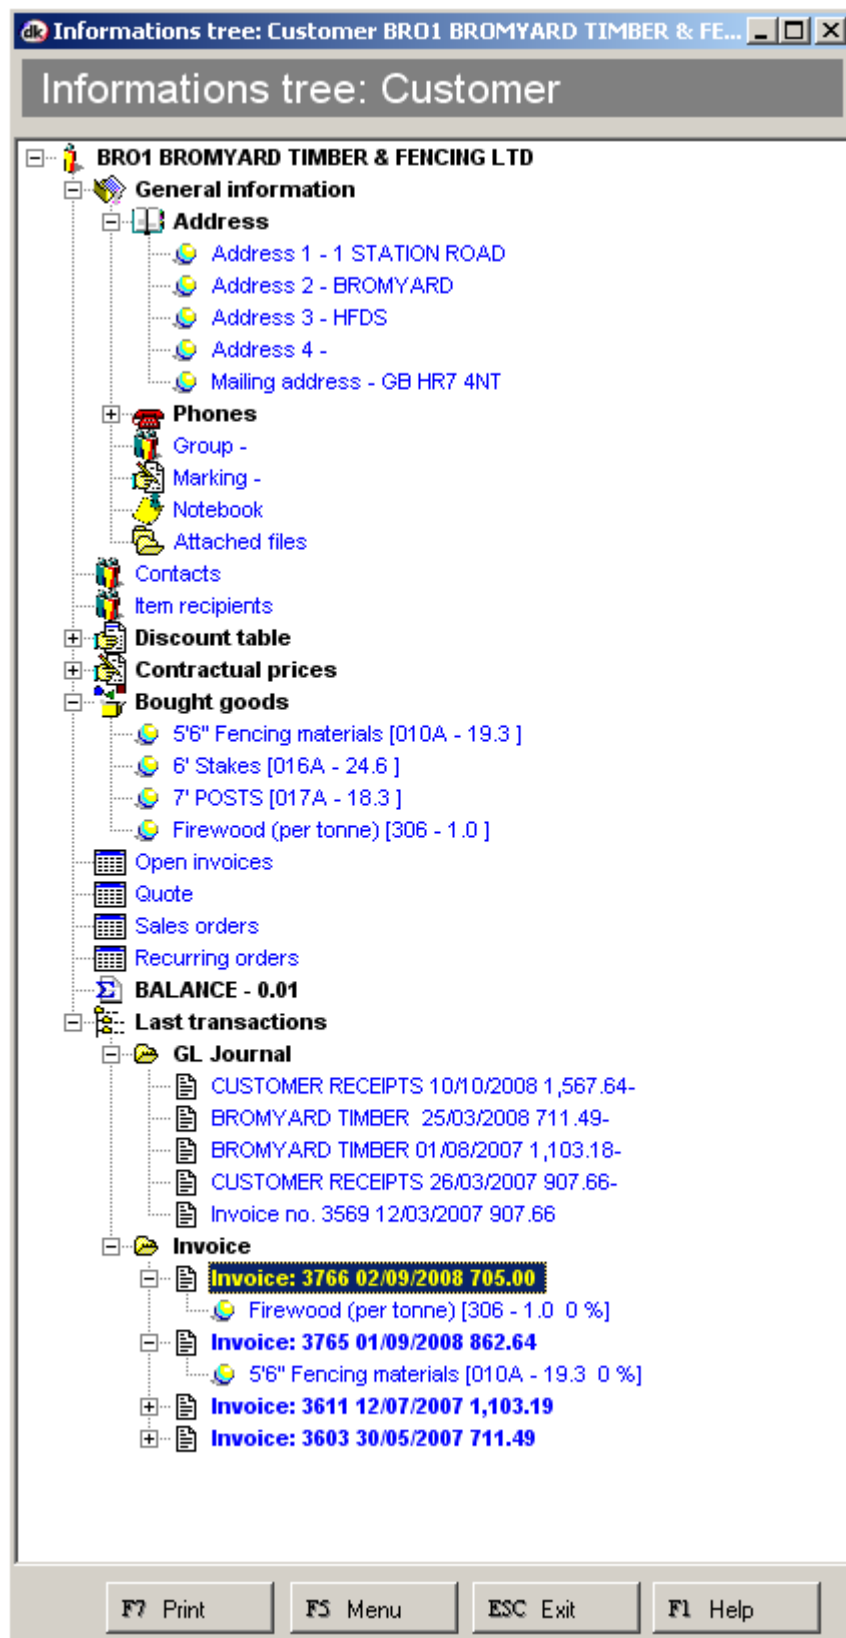 dk Informations tree: Customer BRO1 BROMYARD TIMBER & FE...
Informations tree: Customer
BRO1 BROMYARD TIMBER & FENCING LTD
General information
Address
Address 1 - 1 STATION ROAD
Address 2 - BROMYARD
Address 3 - HFDS
Address 4 -
Mailing address - GB HR7 4NT
Phones
Group -
Marking -
Notebook
Attached files
Contacts
Item recipients
Discount table
Contractual prices
Bought goods
5'6" Fencing materials [010A - 19.3 ]
6' Stakes [016A - 24.6 ]
7' POSTS [017A - 18.3 ]
Firewood (per tonne) [306 - 1.0 ]
Open invoices
Quote
Sales orders
Recurring orders
BALANCE - 0.01
Last transactions
GL Journal
CUSTOMER RECEIPTS 10/10/2008 1,567.64-
BROMYARD TIMBER  25/03/2008 711.49-
BROMYARD TIMBER 01/08/2007 1,103.18-
CUSTOMER RECEIPTS 26/03/2007 907.66-
Invoice no. 3569 12/03/2007 907.66
Invoice
Invoice: 3766 02/09/2008 705.00
Firewood (per tonne) [306 - 1.0  0 %]
Invoice: 3765 01/09/2008 862.64
5'6" Fencing materials [010A - 19.3  0 %]
Invoice: 3611 12/07/2007 1,103.19
Invoice: 3603 30/05/2007 711.49
F7 Print F5 Menu ESC Exit F1 Help